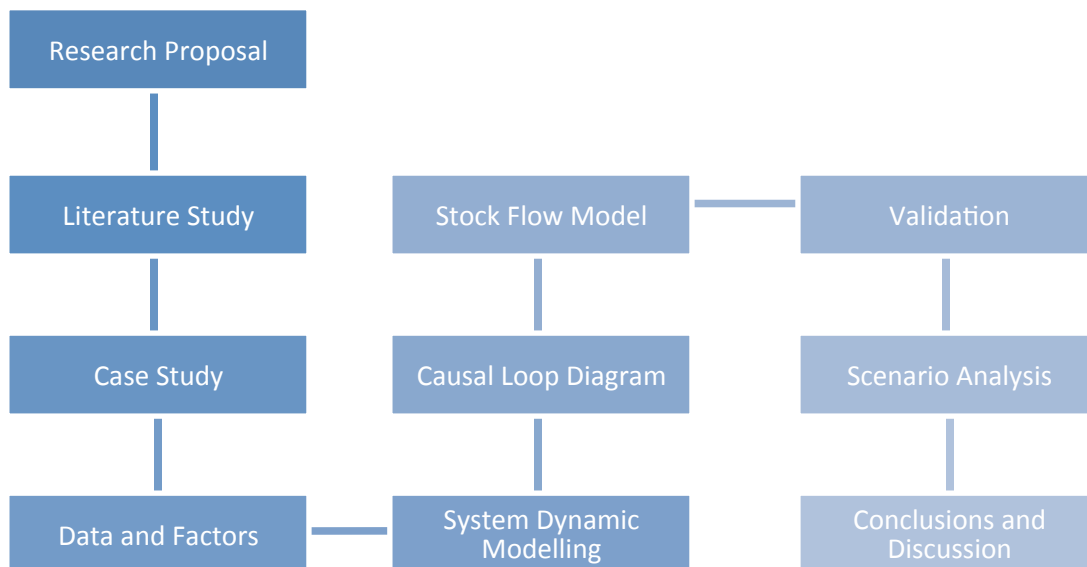 Research Proposal
Literature Study
Case Study
Data and Factors
System Dynamic
Modelling
Causal Loop Diagram
Stock Flow Model
Validation
Scenario Analysis
Conclusions and
Discussion